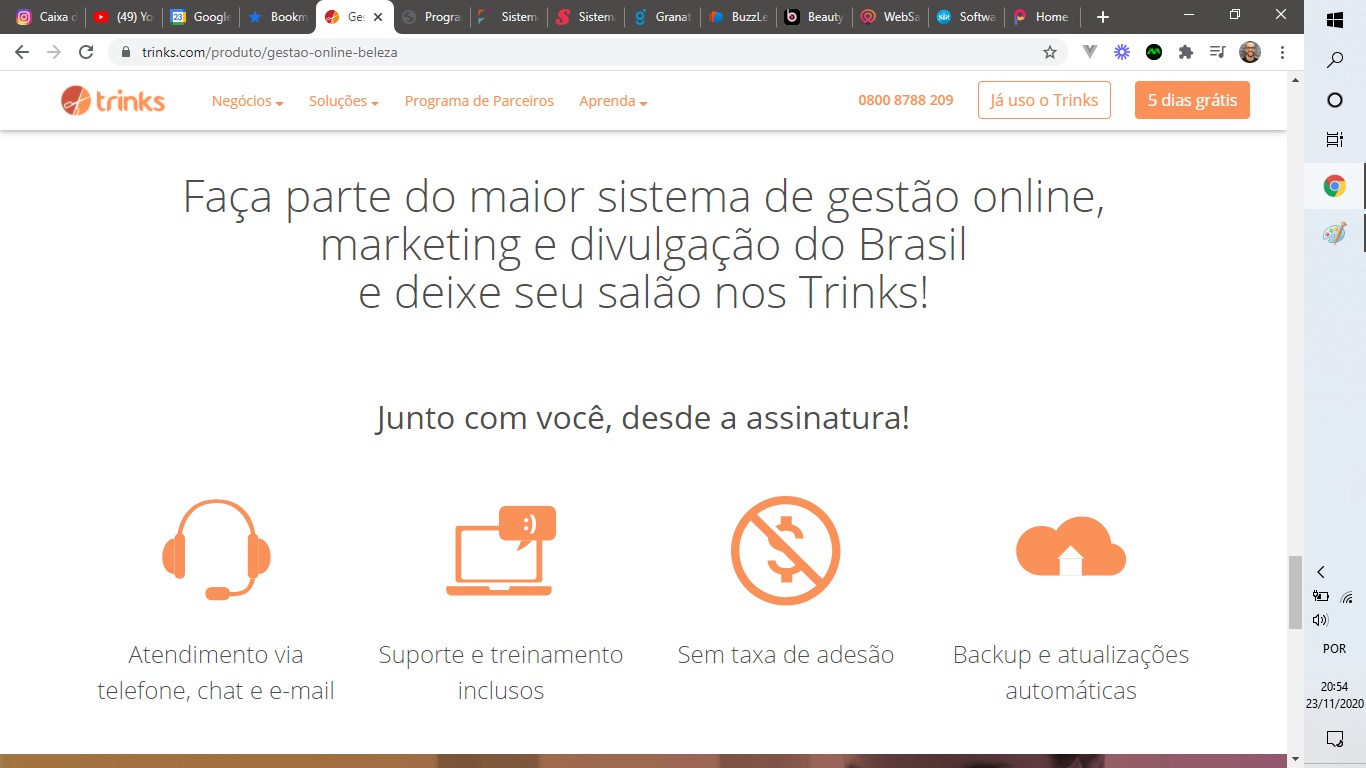 Caixa d
(49) Yo
23
Google
Bookm
Ges
Progra
Sistem
Sistem
Granat
BuzzLe
Beauty
WebSa
Softwa
Home
trinks.com/produto/gestao-online-beleza
trinks
Negócios
Soluções
Programa de Parceiros
Aprenda
0800 8788 209
Já uso o Trinks
5 dias grátis
Faça parte do maior sistema de gestão online,
marketing e divulgação do Brasil
e deixe seu salão nos Trinks!
Junto com você, desde a assinatura!
:)
Atendimento via
telefone, chat e e-mail
Suporte e treinamento
inclusos
Sem taxa de adesão
Backup e atualizações
automáticas
POR
20:54
23/11/2020